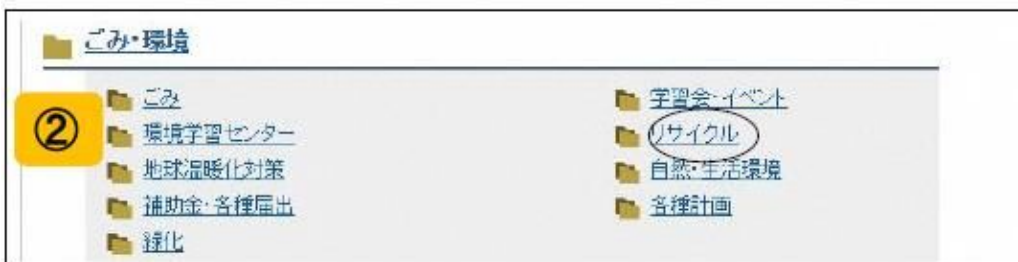 ごみ・環境
②
ごみ
環境学習センター
地球温暖化対策
補助金・各種届出
緑化
学習会・イベント
リサイクル
自然・生活環境
各種計画